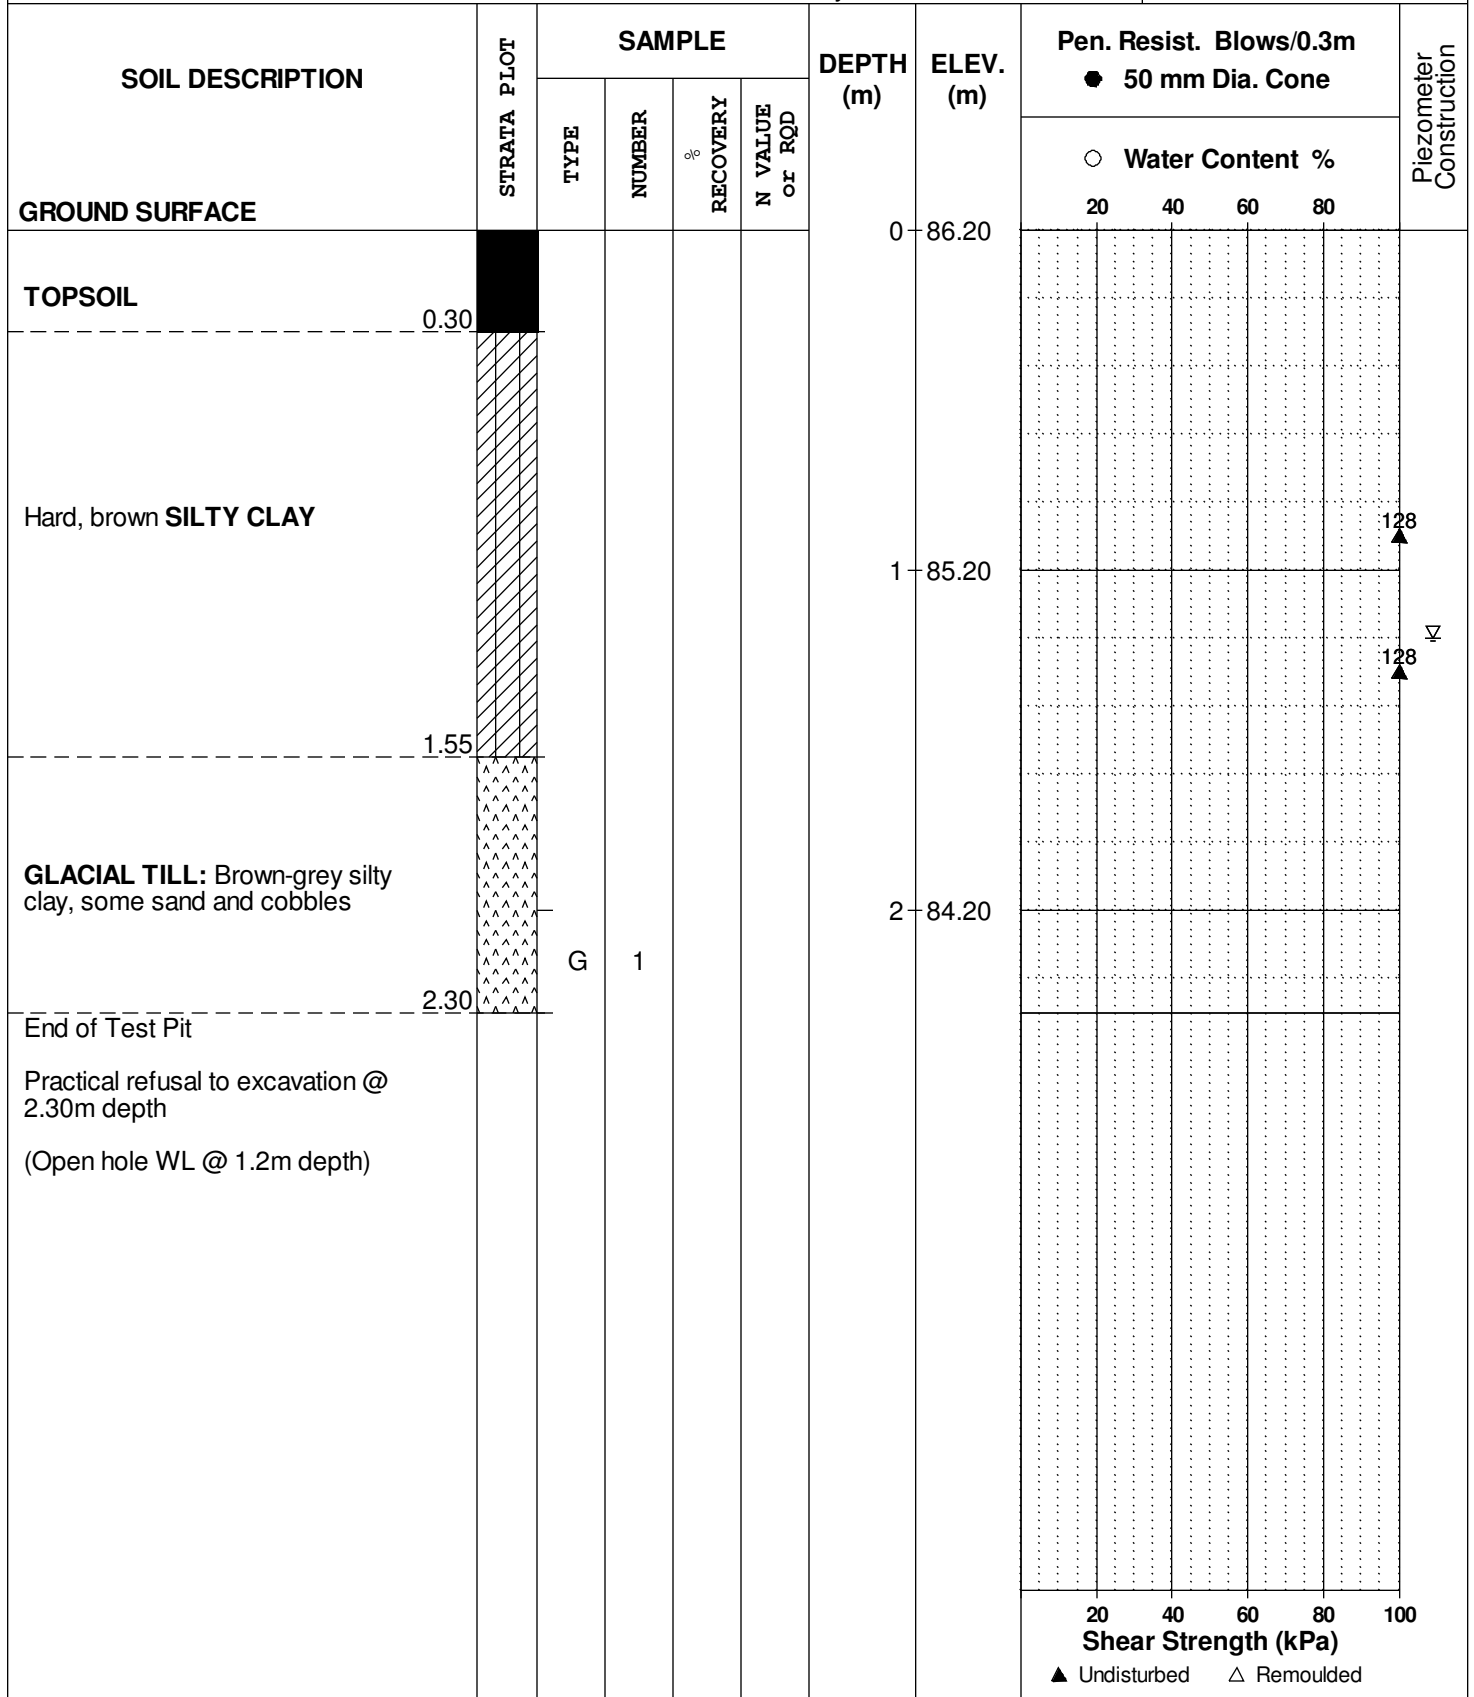 SOIL DESCRIPTION
GROUND SURFACE
STRATA PLOT
SAMPLE
TYPE
NUMBER
%
RECOVERY
N VALUE
or RQD
DEPTH
(m)
ELEV.
(m)
Pen. Resist. Blows/0.3m
● 50 mm Dia. Cone
○ Water Content %
20 40 60 80
Piezometer
Construction
0 86.20
TOPSOIL
0.30
Hard, brown SILTY CLAY
128
1 85.20
128
1.55
GLACIAL TILL: Brown-grey silty
clay, some sand and cobbles
2 84.20
G 1
2.30
End of Test Pit
Practical refusal to excavation @
2.30m depth
(Open hole WL @ 1.2m depth)
20 40 60 80 100
Shear Strength (kPa)
▲ Undisturbed △ Remoulded